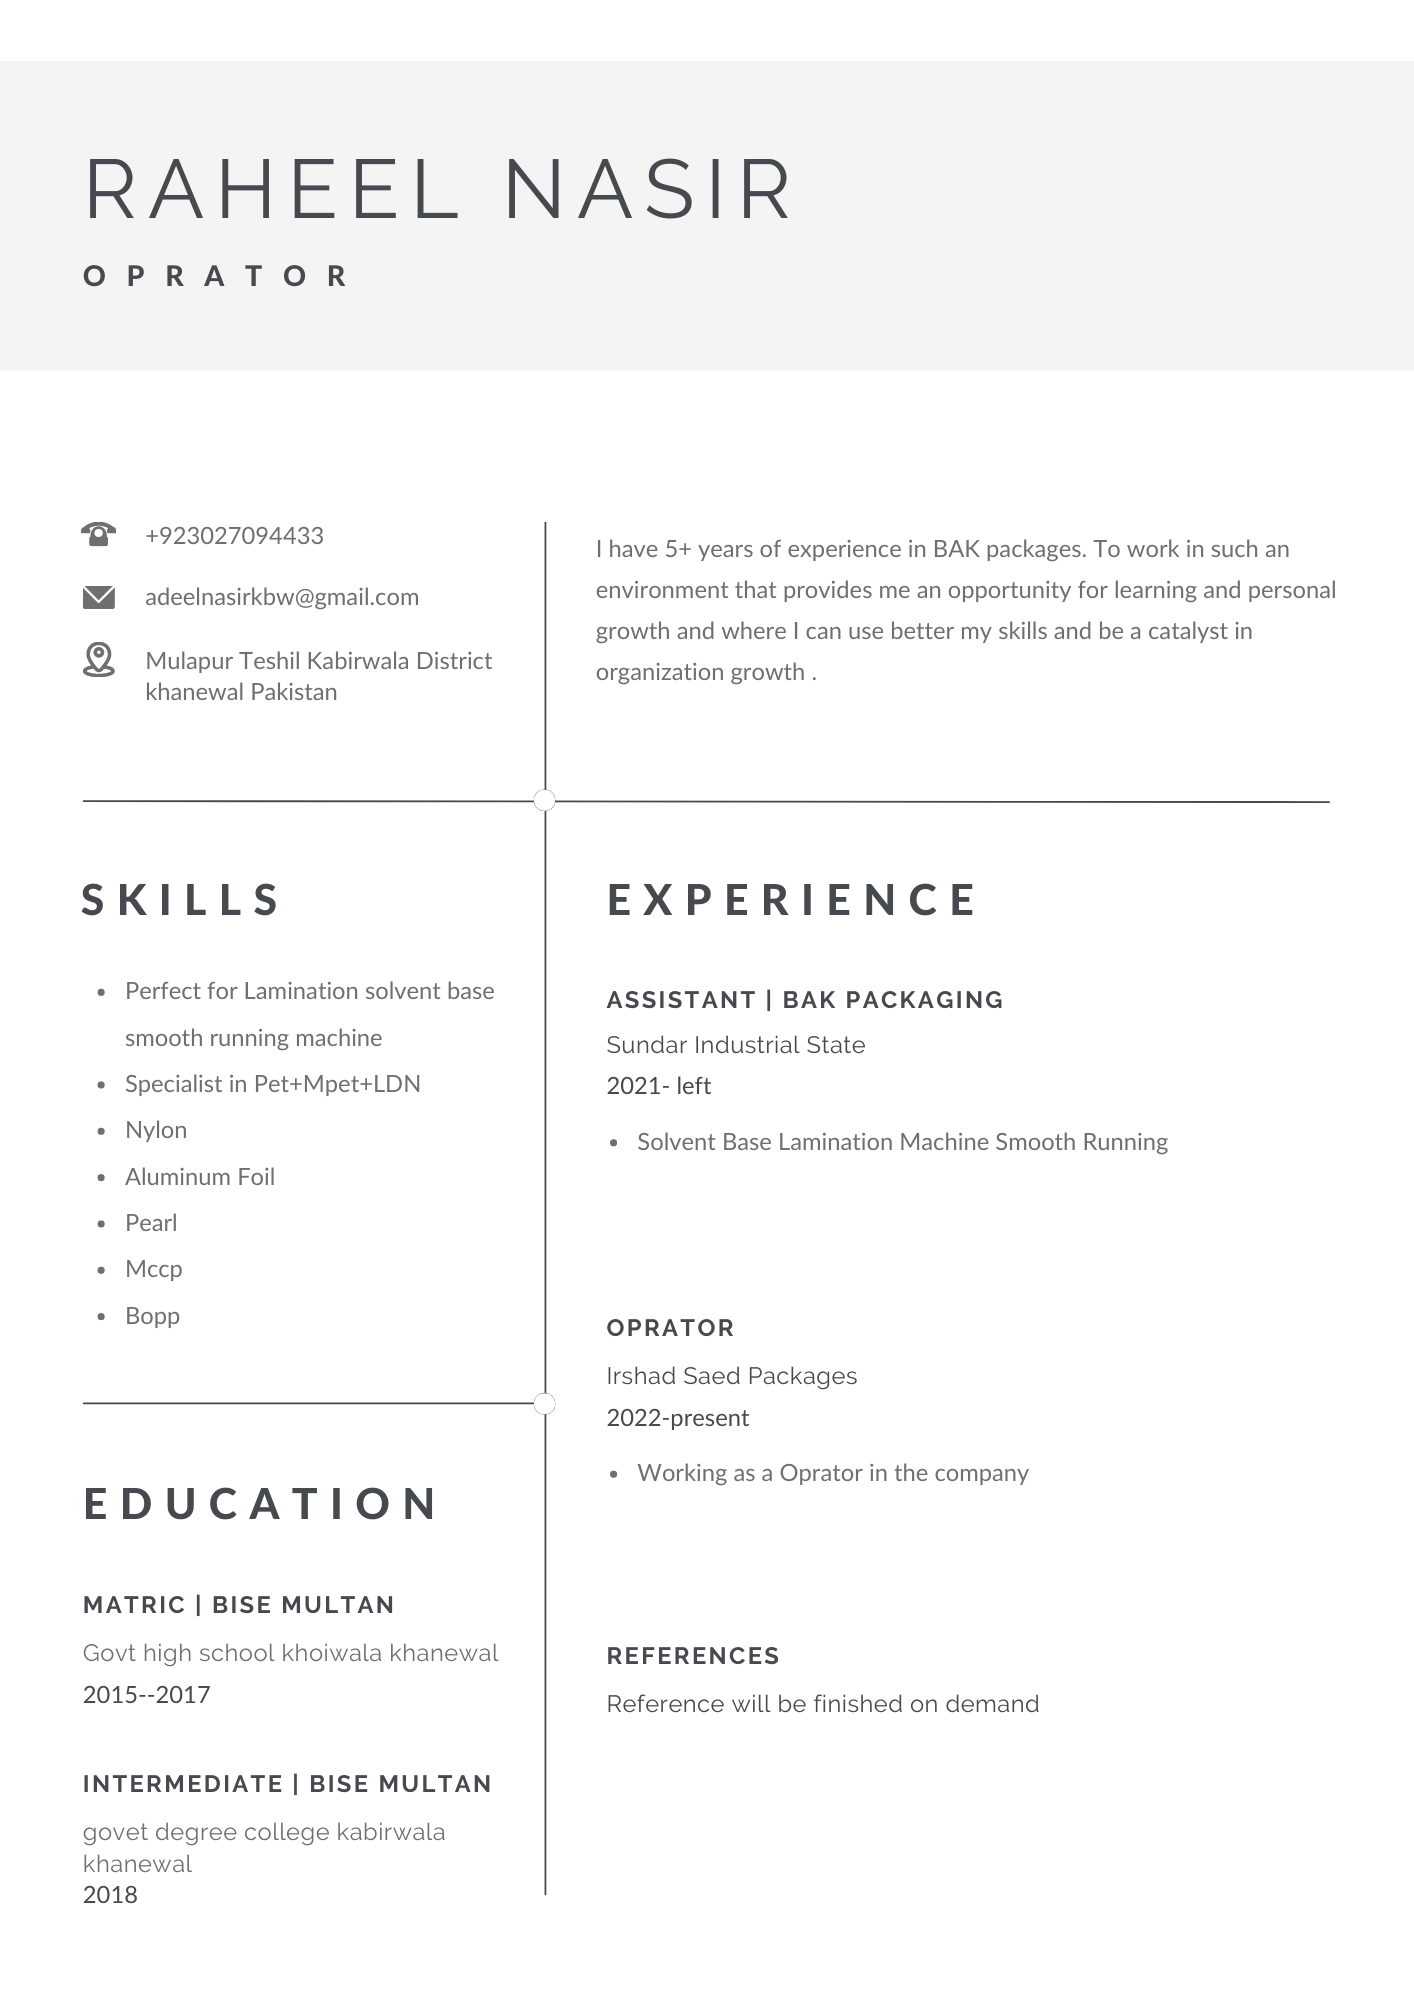 RAHEEL NASIR
OPRATOR
+923027094433
adeelnasirkbw@gmail.com
Mulapur Teshil Kabirwala District
khanewal Pakistan
I have 5+ years of experience in BAK packages. To work in such an
environment that provides me an opportunity for learning and personal
growth and where I can use better my skills and be a catalyst in
organization growth .
SKILLS
• Perfect for Lamination solvent base
smooth running machine
• Specialist in Pet+Mpet+LDN
• Nylon
• Aluminum Foil
• Pearl
• Mccp
• Bopp
EDUCATION
MATRIC | BISE MULTAN
Govt high school khoiwala khanewal
2015--2017
INTERMEDIATE | BISE MULTAN
govet degree college kabirwala
khanewal
2018
EXPERIENCE
ASSISTANT | BAK PACKAGING
Sundar Industrial State
2021- left
• Solvent Base Lamination Machine Smooth Running
OPRATOR
Irshad Saed Packages
2022-present
• Working as a Oprator in the company
REFERENCES
Reference will be finished on demand